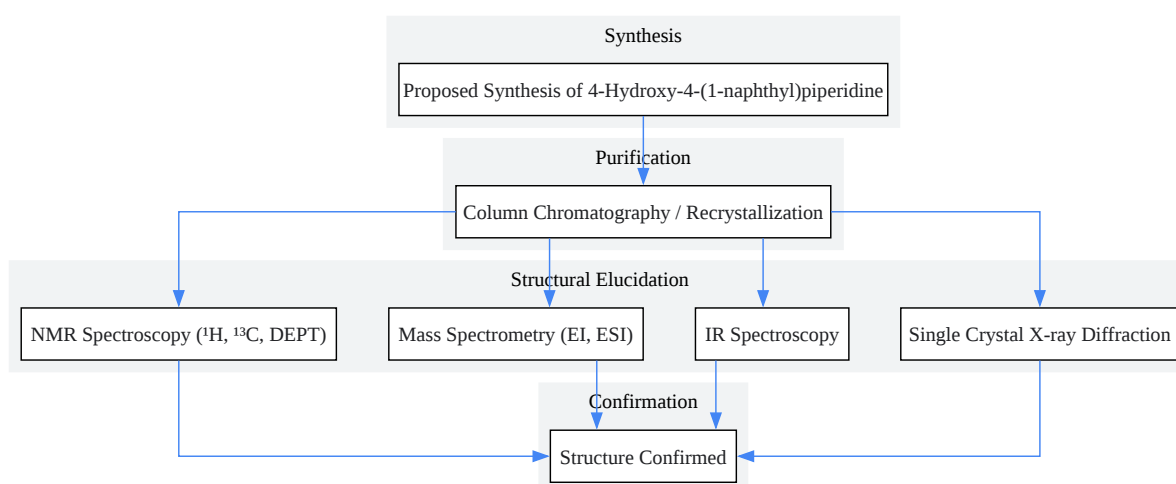 Synthesis
Proposed Synthesis of 4-Hydroxy-4-(1-naphthyl)piperidine
Purification
Column Chromatography / Recrystallization
Structural Elucidation
NMR Spectroscopy (¹H, ¹³C, DEPT)
Mass Spectrometry (EI, ESI)
IR Spectroscopy
Single Crystal X-ray Diffraction
Confirmation
Structure Confirmed